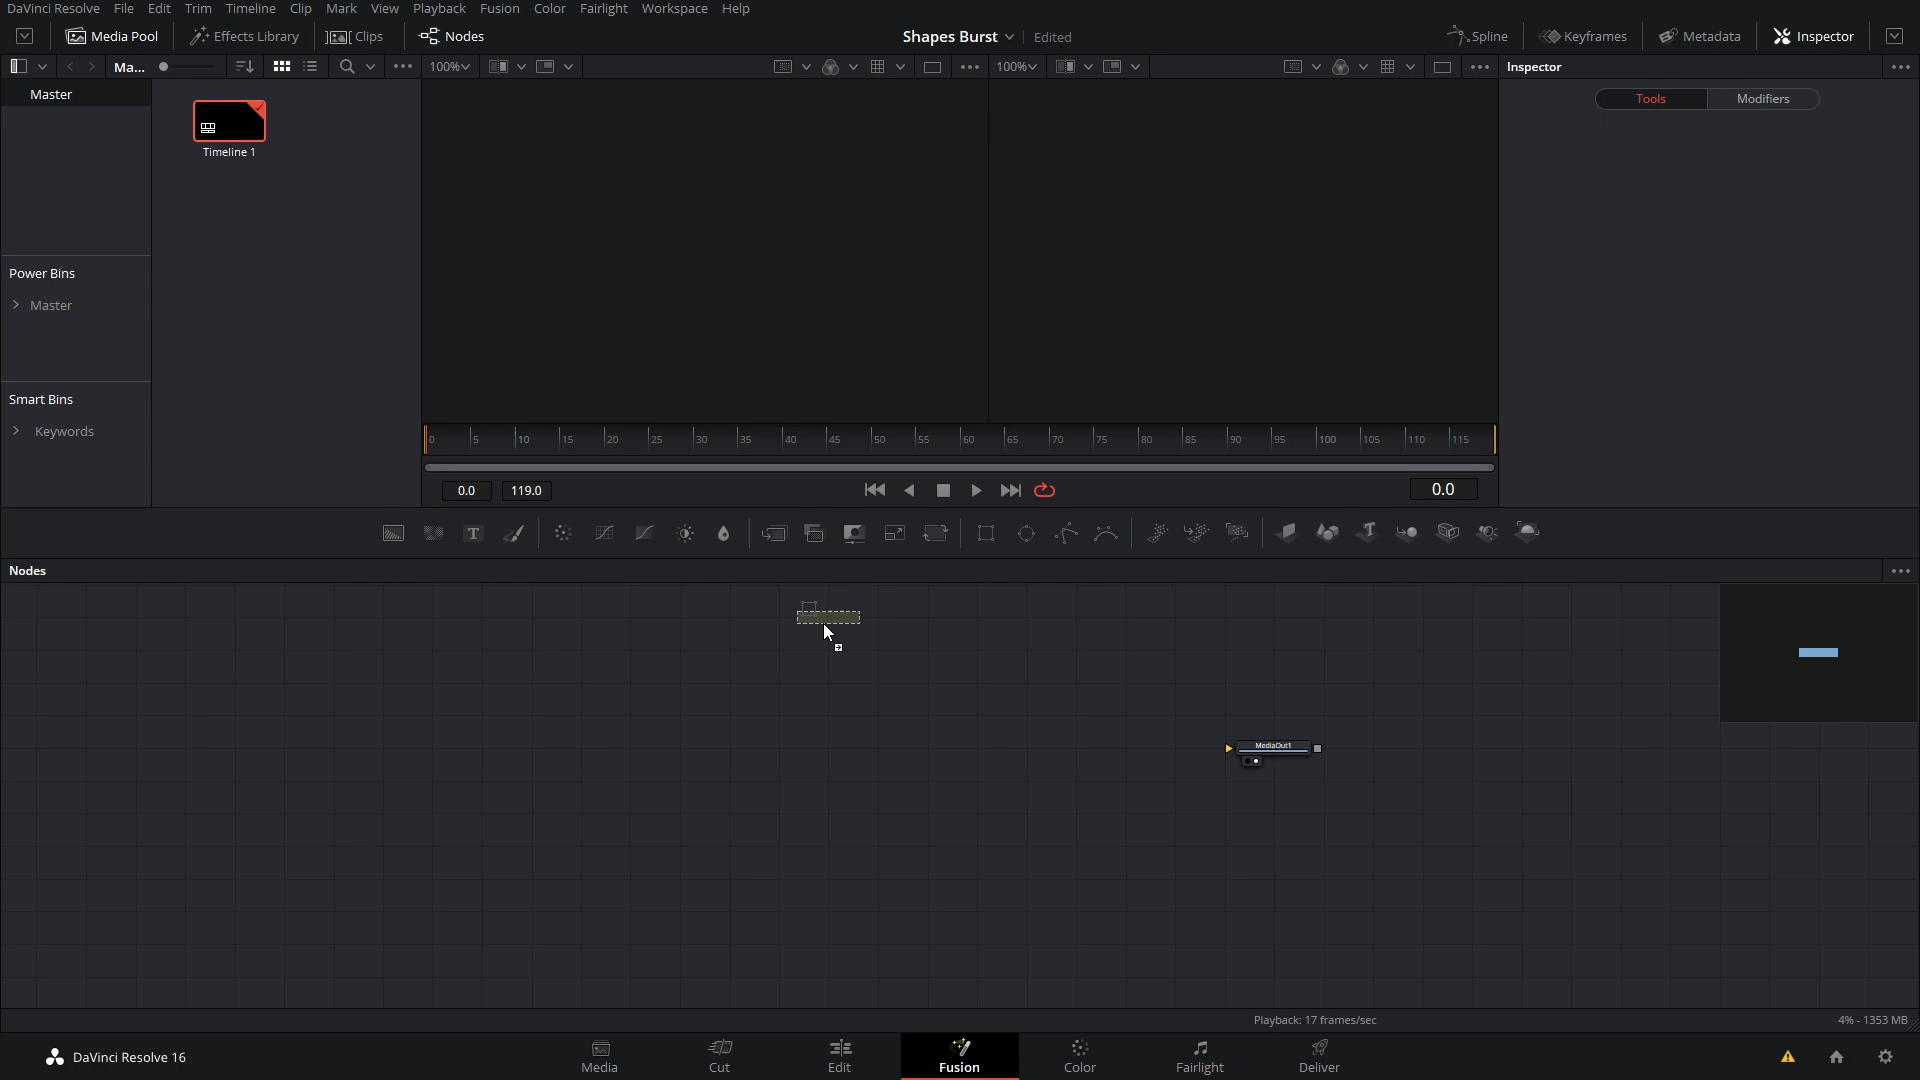 DaVinci Resolve File Edit Trim Timeline Clip Mark View Playback Fusion Color Fairlight Workspace Help
Media Pool Effects Library Clips Nodes Shapes Burst Edited Spline Keyframes Metadata Inspector
Ma... 100% 100% Inspector
Master
Tools Modifiers
Timeline 1
Power Bins
Master
Smart Bins
Keywords
0 5 10 15 20 25 30 35 40 45 50 55 60 65 70 75 80 85 90 95 100 105 110 115
0.0 119.0 0.0
T T
Nodes
MediaOut1
Playback: 17 frames/sec 4% - 1353 MB
DaVinci Resolve 16 Media Cut Edit Fusion Color Fairlight Deliver